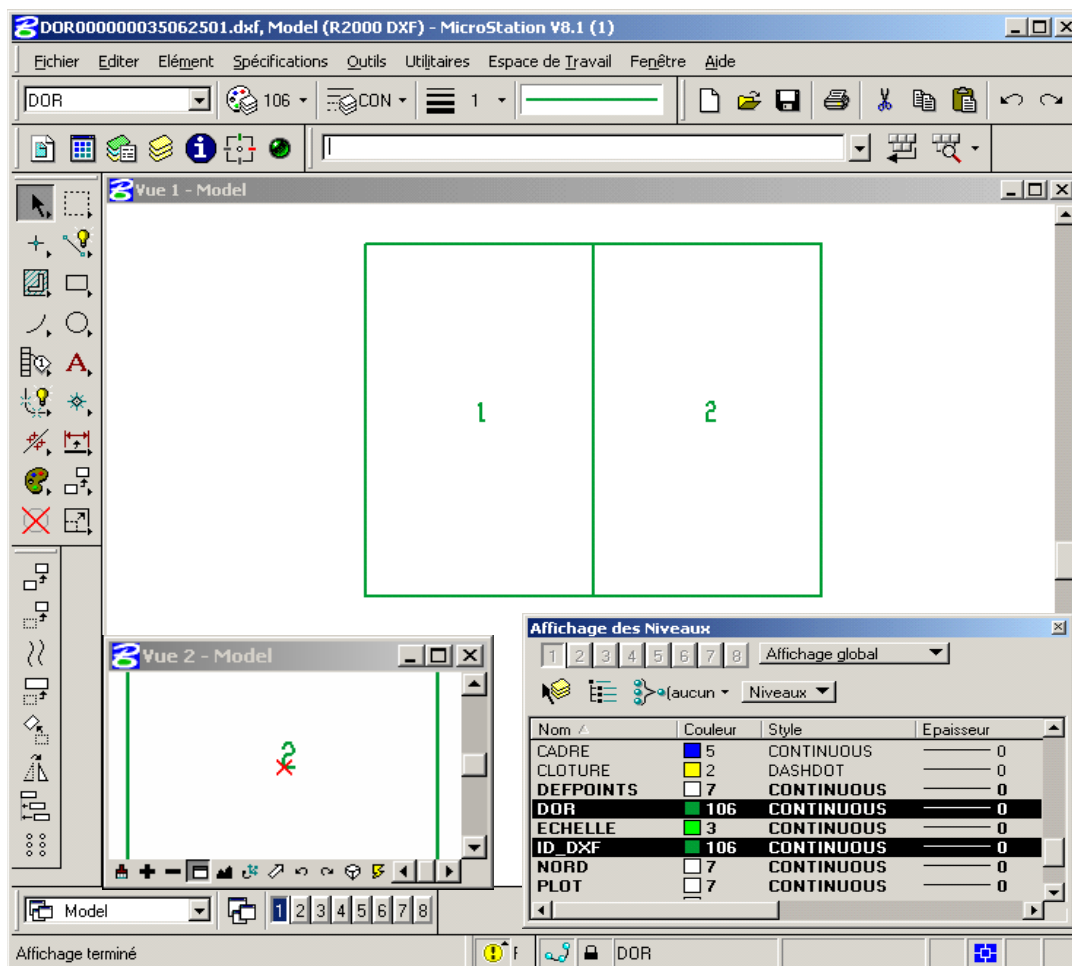 DOR000000035062501.dxf, Model (R2000 DXF) - MicroStation V8.1 (1)
Fichier Editer Elément Spécifications Outils Utilitaires Espace de Travail Fenêtre Aide
DOR 106 CON 1
Vue 1 - Model
1 2
Vue 2 - Model
2
Affichage des Niveaux
1 2 3 4 5 6 7 8 Affichage global
(aucun Niveaux
Nom Couleur Style Epaisseur
CADRE 5 CONTINUOUS 0
CLOTURE 2 DASHDOT 0
DEFPOINTS 7 CONTINUOUS 0
DOR 106 CONTINUOUS 0
ECHELLE 3 CONTINUOUS 0
ID_DXF 106 CONTINUOUS 0
NORD 7 CONTINUOUS 0
PLOT 7 CONTINUOUS 0
Model 1 2 3 4 5 6 7 8
Affichage terminé DOR